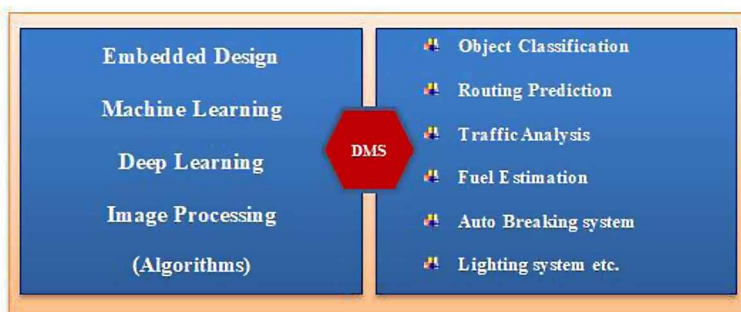 Embedded Design
Machine Learning
Deep Learning
Image Processing
(Algorithms)
DMS
Object Classification
Routing Prediction
Traffic Analysis
Fuel Estimation
Auto Breaking system
Lighting system etc.